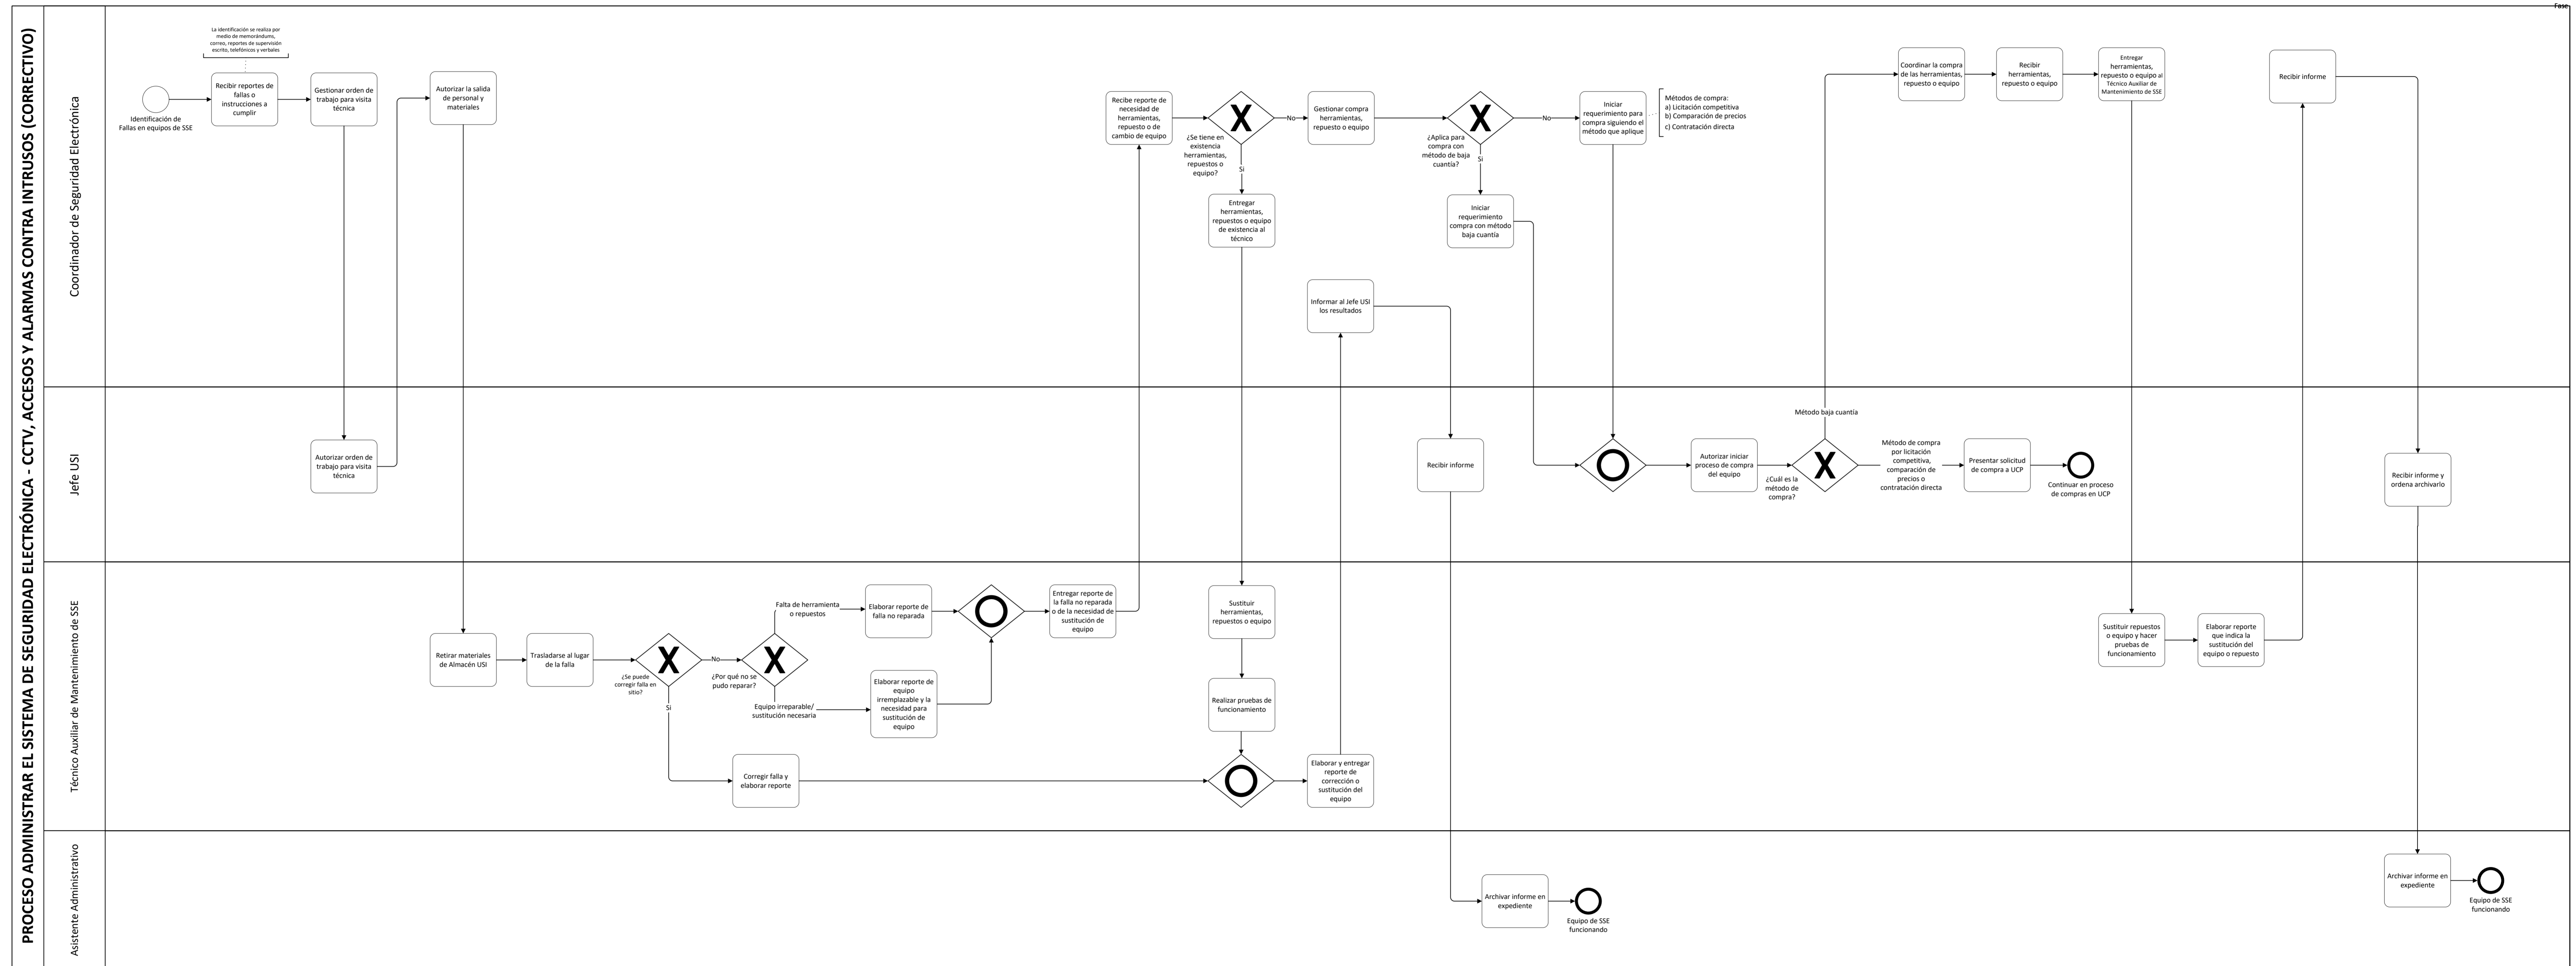 Fase
PROCESO ADMINISTRAR EL SISTEMA DE SEGURIDAD ELECTRÓNICA - CCTV, ACCESOS Y ALARMAS CONTRA INTRUSOS (CORRECTIVO)
Coordinador de Seguridad Electrónica
La identificación se realiza por
medio de memorándums,
correo, reportes de supervisión
escrito, telefónicos y verbales
Identificación de
Fallas en equipos de SSE
Recibir reportes de
fallas o
instrucciones a
cumplir
Gestionar orden de
trabajo para visita
técnica
Autorizar la salida
de personal y
materiales
Recibe reporte de
necesidad de
herramientas,
repuesto o de
cambio de equipo
¿Se tiene en
existencia
herramientas,
repuestos o
equipo?
No
Si
Entregar
herramientas,
repuestos o equipo
de existencia al
técnico
Gestionar compra
herramientas,
repuesto o equipo
¿Aplica para
compra con
método de baja
cuantía?
No
Si
Iniciar
requerimiento
compra con método
baja cuantía
Iniciar
requerimiento para
compra siguiendo el
método que aplique
Métodos de compra:
a) Licitación competitiva
b) Comparación de precios
c) Contratación directa
Informar al Jefe USI
los resultados
Coordinar la compra
de las herramientas,
repuesto o equipo
Recibir
herramientas,
repuesto o equipo
Entregar
herramientas,
repuesto o equipo al
Técnico Auxiliar de
Mantenimiento de SSE
Recibir informe
Jefe USI
Autorizar orden de
trabajo para visita
técnica
Recibir informe
Autorizar iniciar
proceso de compra
del equipo
¿Cuál es la
método de
compra?
Método baja cuantía
Método de compra
por licitación
competitiva,
comparación de
precios o
contratación directa
Presentar solicitud
de compra a UCP
Continuar en proceso
de compras en UCP
Recibir informe y
ordena archivarlo
Técnico Auxiliar de Mantenimiento de SSE
Retirar materiales
de Almacén USI
Trasladarse al lugar
de la falla
¿Se puede
corregir falla en
sitio?
No
Si
¿Por qué no se
pudo reparar?
Falta de herramienta
o repuestos
Equipo irreparable/
sustitución necesaria
Elaborar reporte de
falla no reparada
Elaborar reporte de
equipo
irremplazable y la
necesidad para
sustitución de
equipo
Entregar reporte de
la falla no reparada
o de la necesidad de
sustitución de
equipo
Corregir falla y
elaborar reporte
Sustituir
herramientas,
repuestos o equipo
Realizar pruebas de
funcionamiento
Elaborar y entregar
reporte de
corrección o
sustitución del
equipo
Sustituir repuestos
o equipo y hacer
pruebas de
funcionamiento
Elaborar reporte
que indica la
sustitución del
equipo o repuesto
Asistente Administrativo
Archivar informe en
expediente
Equipo de SSE
funcionando
Archivar informe en
expediente
Equipo de SSE
funcionando